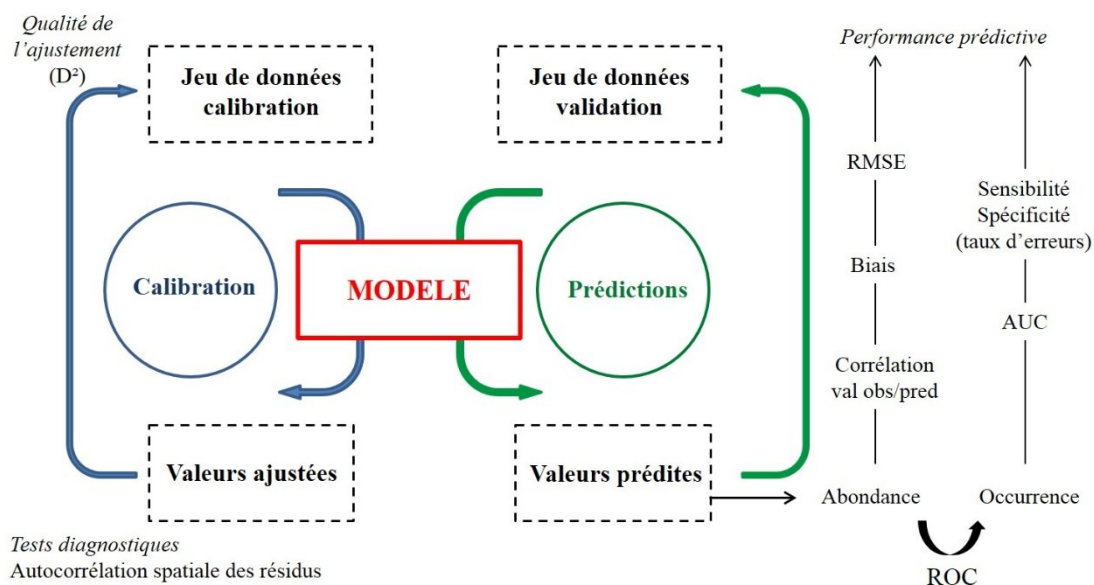 Qualité de
l’ajustement
(D²)
Jeu de données
calibration
Jeu de données
validation
Performance prédictive
RMSE
Sensibilité
Spécificité
(taux d’erreurs)
Calibration
MODELE
Prédictions
Biais
AUC
Corrélation
val obs/pred
Valeurs ajustées
Valeurs prédites
Abondance
Occurrence
Tests diagnostiques
Autocorrélation spatiale des résidus
ROC